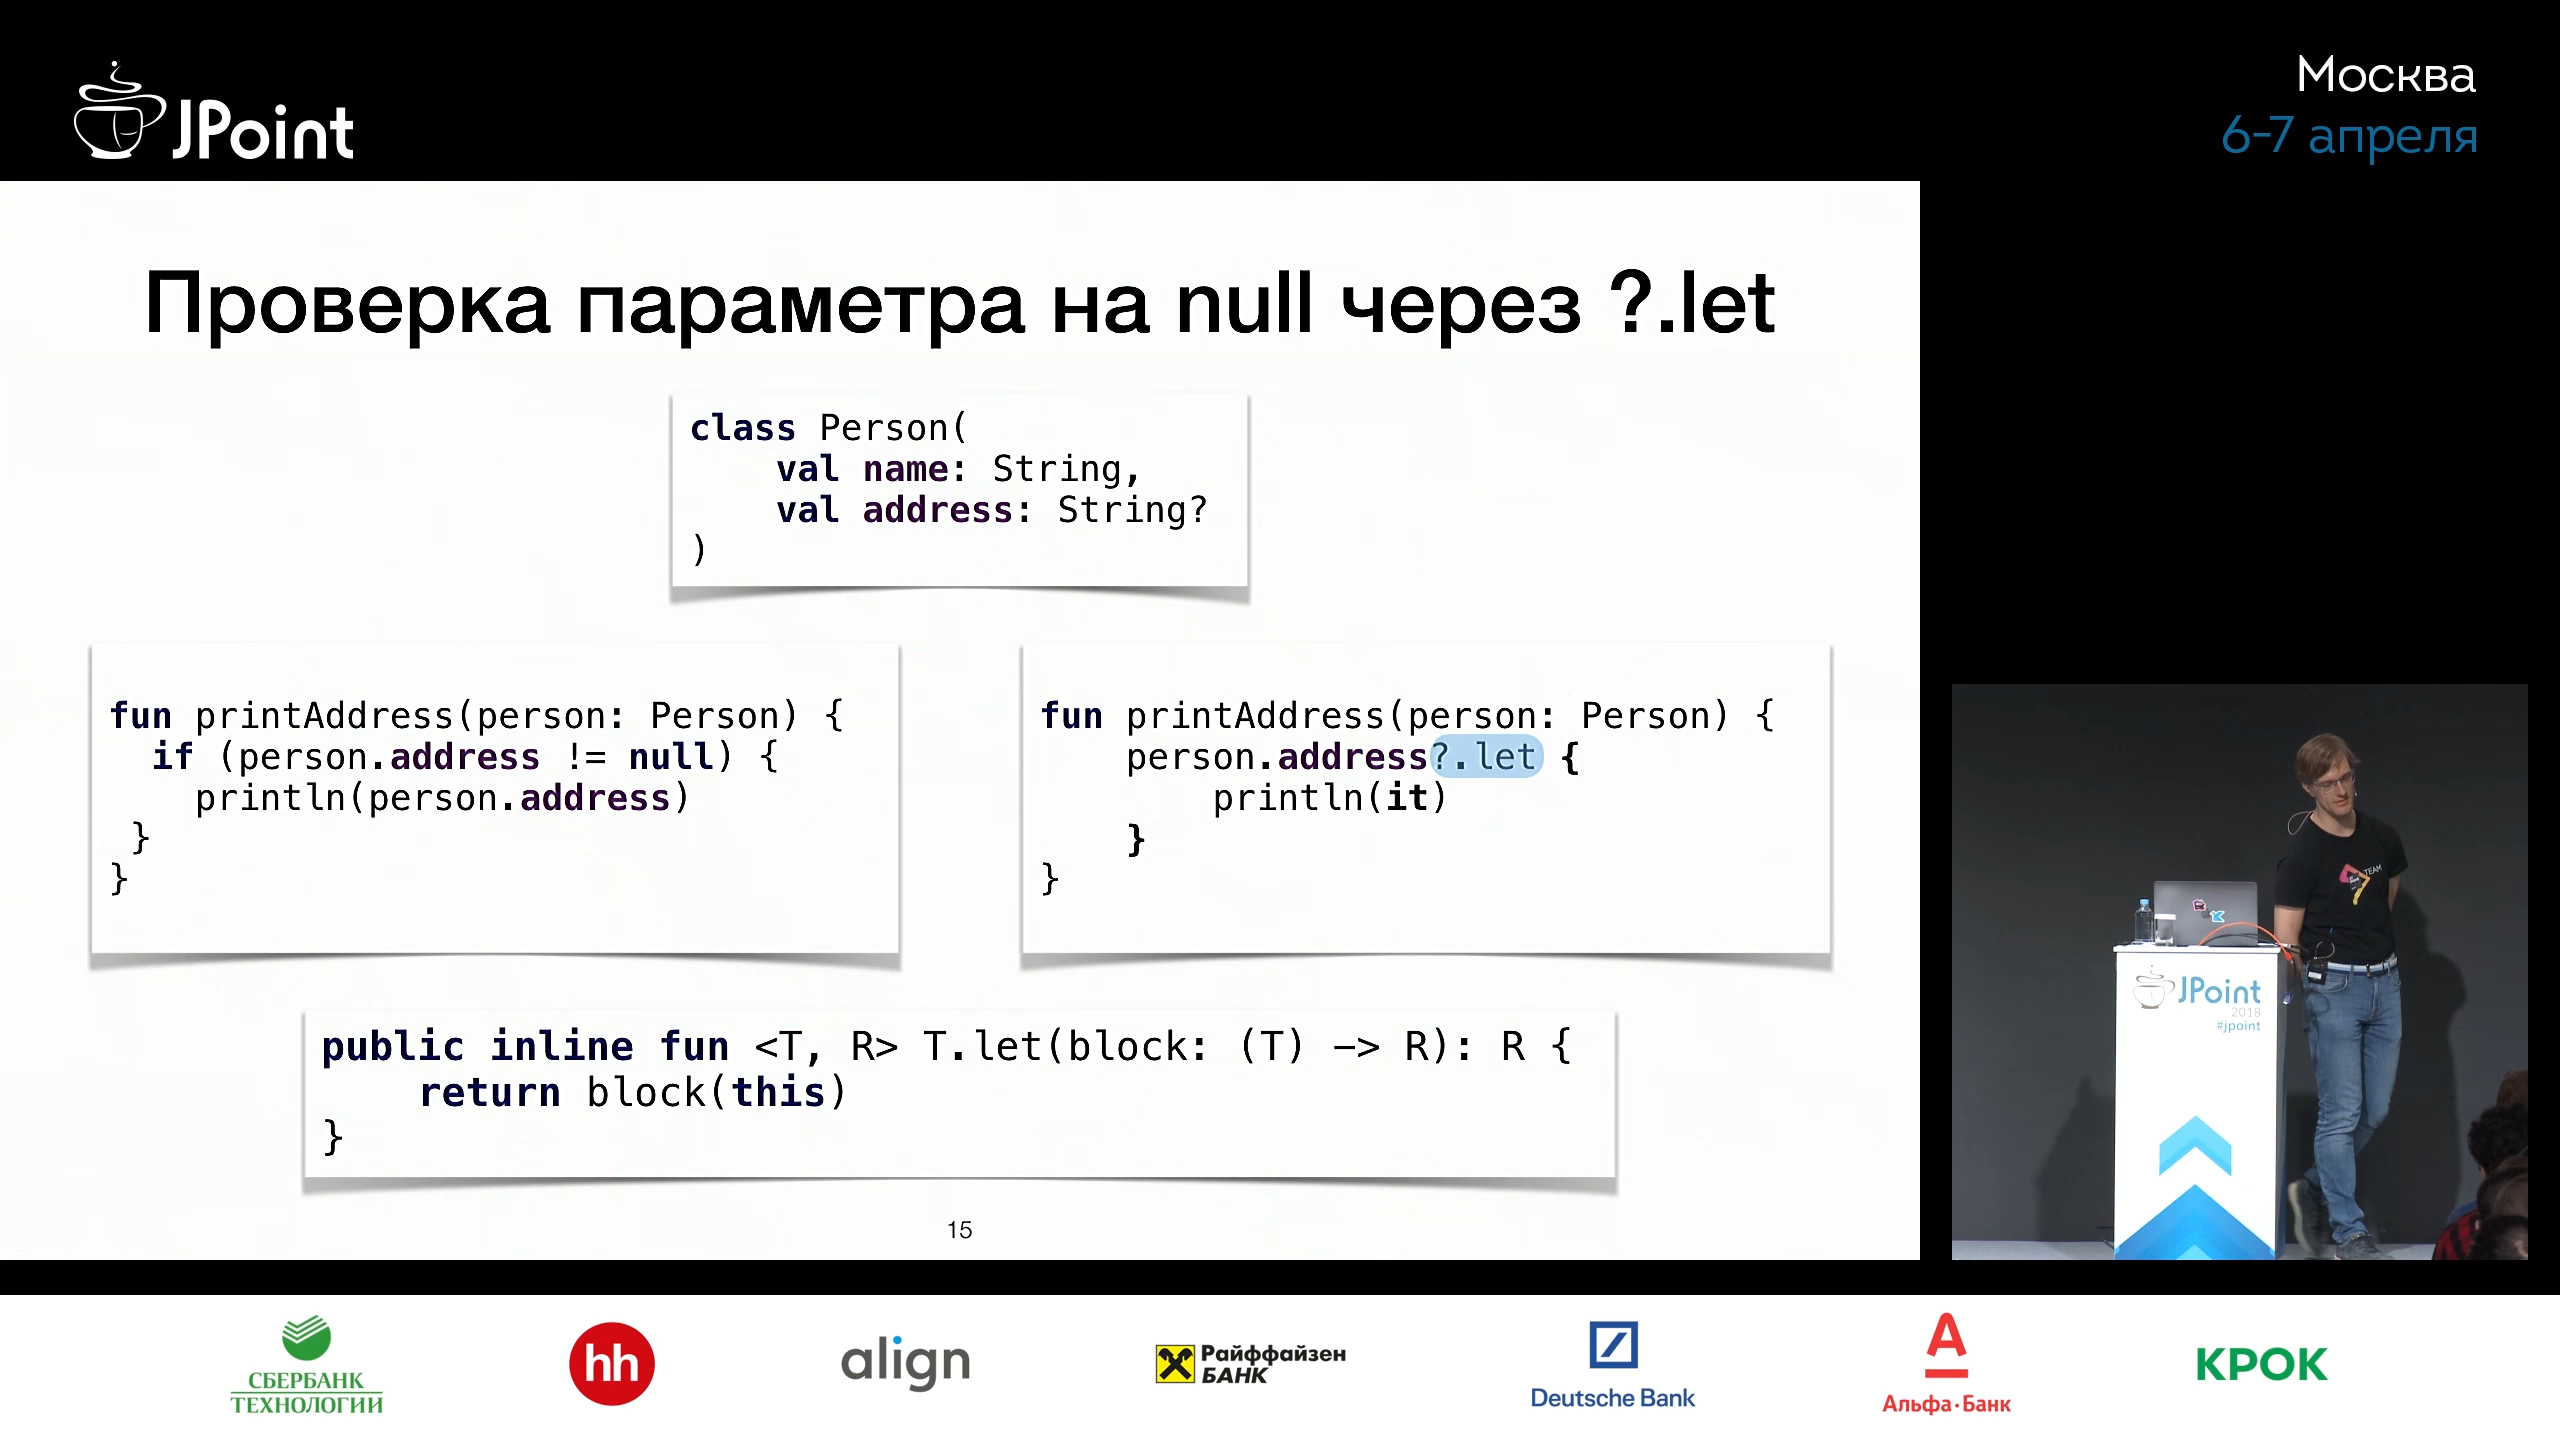 JPoint
Москва
6-7 апреля
Проверка параметра на null через ?.let
class Person(
    val name: String,
    val address: String?
)
fun printAddress(person: Person) {
  if (person.address != null) {
    println(person.address)
 }
}
fun printAddress(person: Person) {
    person.address?.let {
        println(it)
    }
}
public inline fun <T, R> T.let(block: (T) -> R): R {
    return block(this)
}
15
TEAM
JPoint
2018
#jpoint
СБЕРБАНК
ТЕХНОЛОГИИ
hh
align
Райффайзен
БАНК
Deutsche Bank
А
Альфа·Банк
КРОК